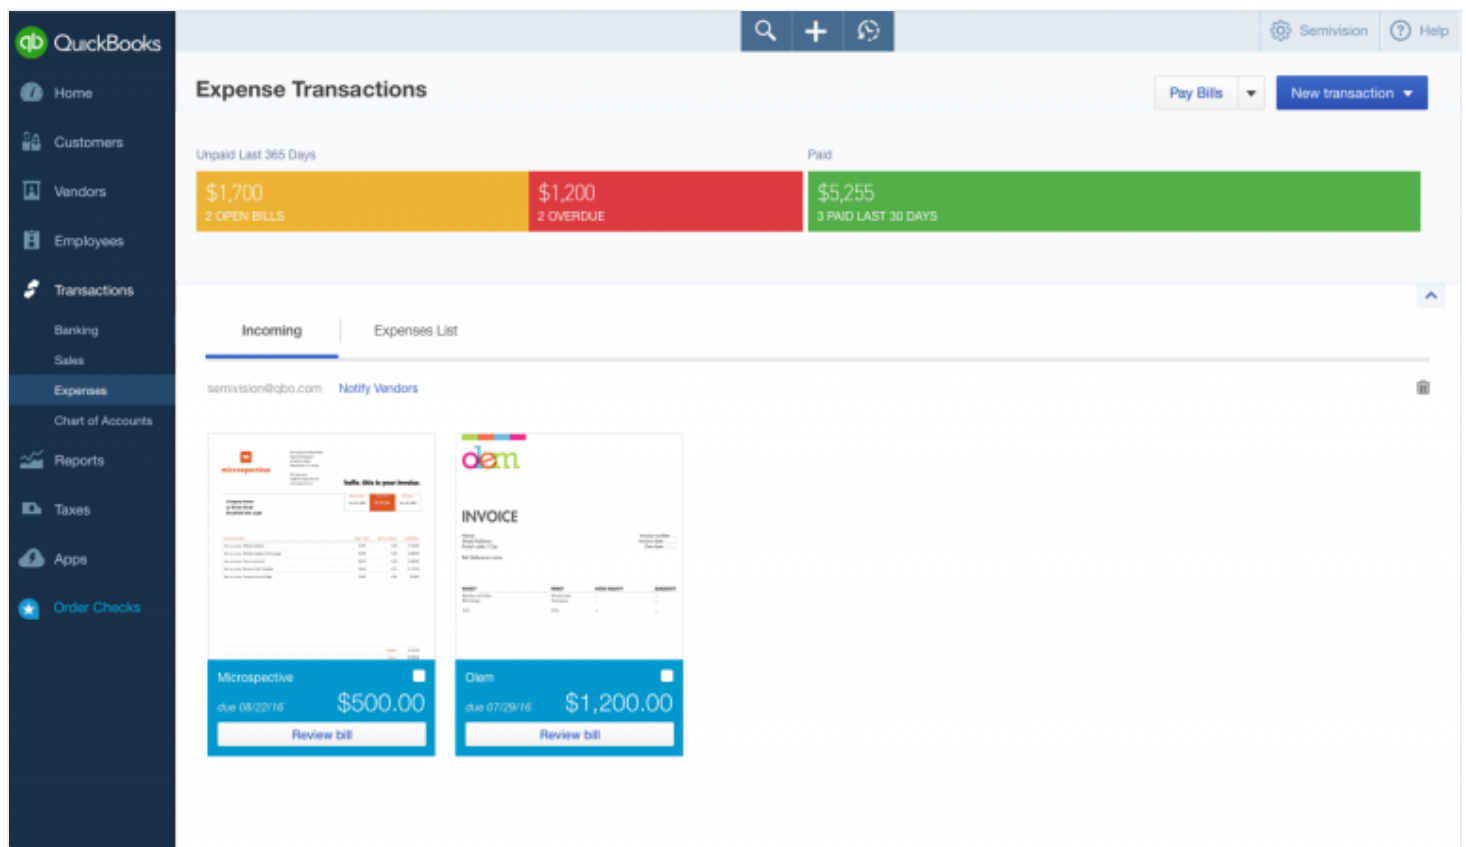 qb QuickBooks
Semivision
Help
Home
Customers
Vendors
Employees
Transactions
Banking
Sales
Expenses
Chart of Accounts
Reports
Taxes
Apps
Order Checks
Expense Transactions
Pay Bills
New transaction
Unpaid Last 365 Days
Paid
$1,700
2 OPEN BILLS
$1,200
2 OVERDUE
$5,255
3 PAID LAST 30 DAYS
Incoming
Expenses List
semivision@qbo.com Notify Vendors
microspective
hello. this is your invoice.
Microspective
due 08/22/16 $500.00
Review bill
olem
INVOICE
Olem
due 07/29/16 $1,200.00
Review bill